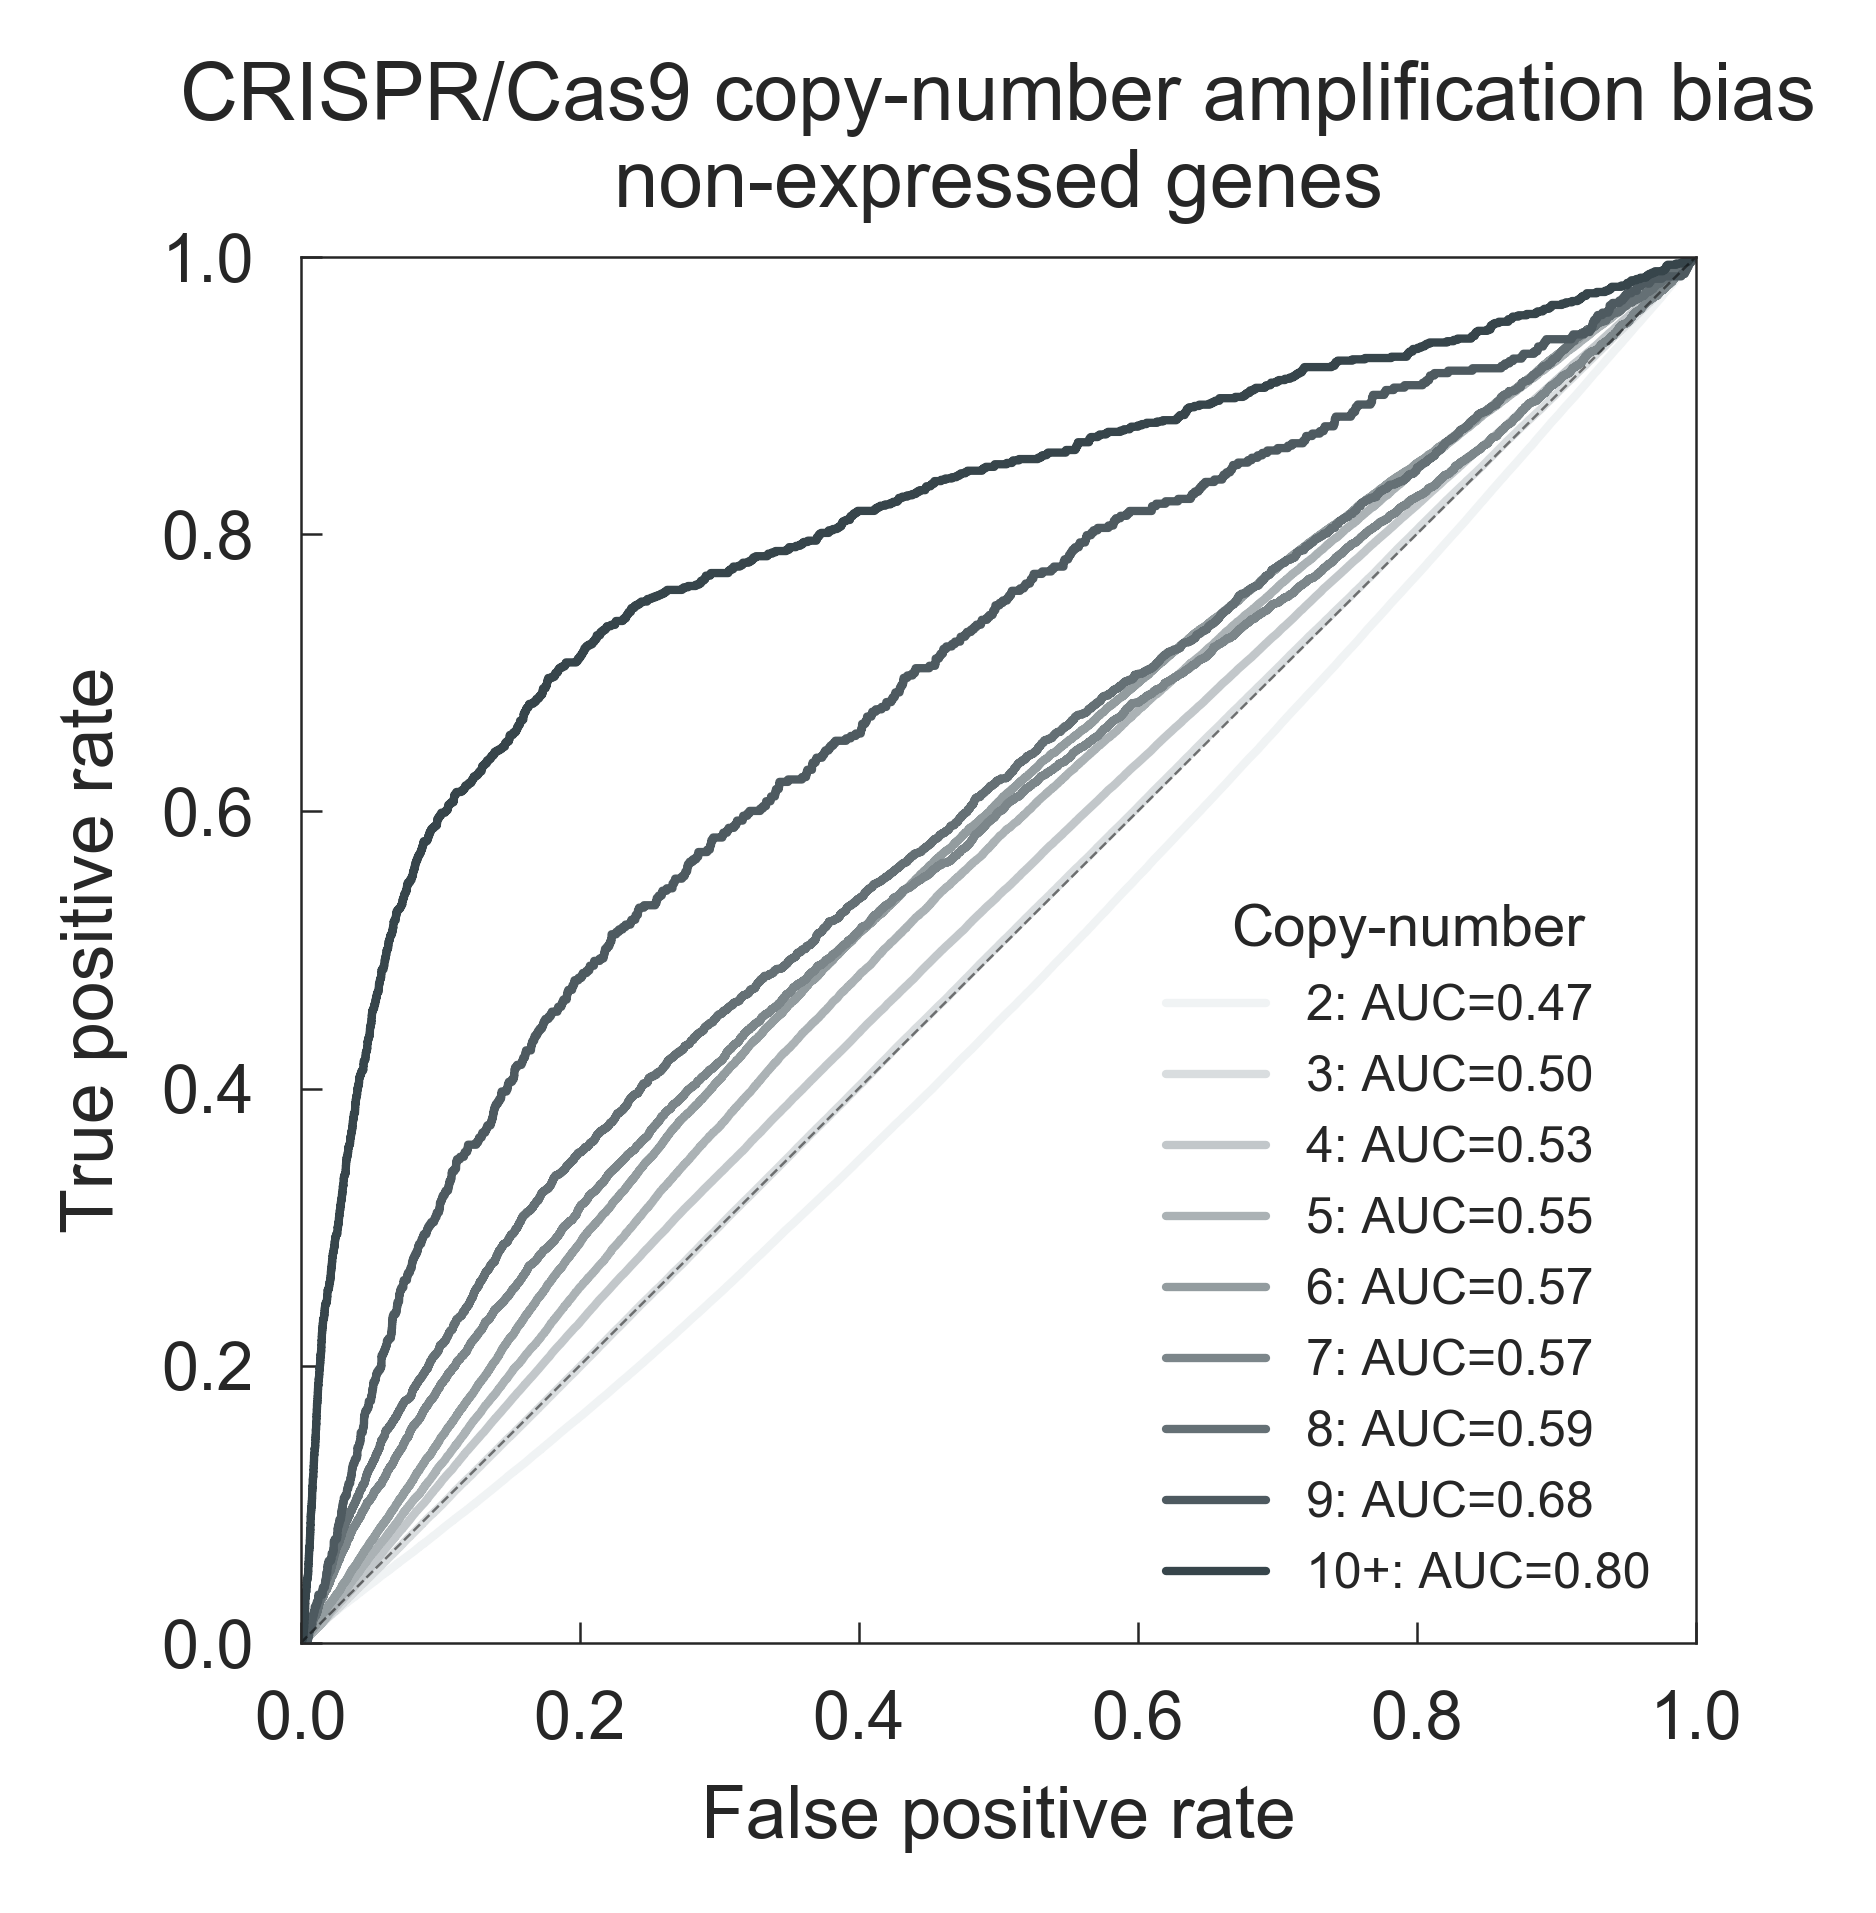 CRISPR/Cas9 copy-number amplification bias
non-expressed genes
True positive rate
1.0
0.8
0.6
0.4
0.2
0.0
Copy-number
2: AUC=0.47
3: AUC=0.50
4: AUC=0.53
5: AUC=0.55
6: AUC=0.57
7: AUC=0.57
8: AUC=0.59
9: AUC=0.68
10+: AUC=0.80
0.0 0.2 0.4 0.6 0.8 1.0
False positive rate